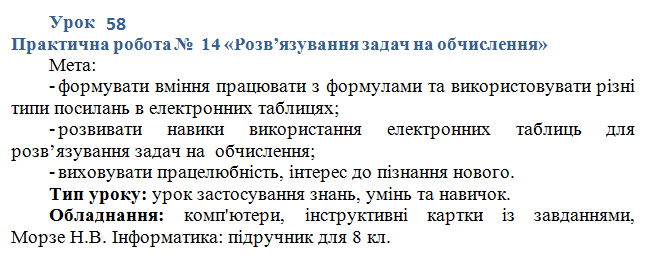 Урок 58
Практична робота № 14 «Розв’язування задач на обчислення»
Мета:
- формувати вміння працювати з формулами та використовувати різні
типи посилань в електронних таблицях;
- розвивати навики використання електронних таблиць для
розв’язування задач на обчислення;
- виховувати працелюбність, інтерес до пізнання нового.
Тип уроку: урок застосування знань, умінь та навичок.
Обладнання: комп'ютери, інструктивні картки із завданнями,
Морзе Н.В. Інформатика: підручник для 8 кл.